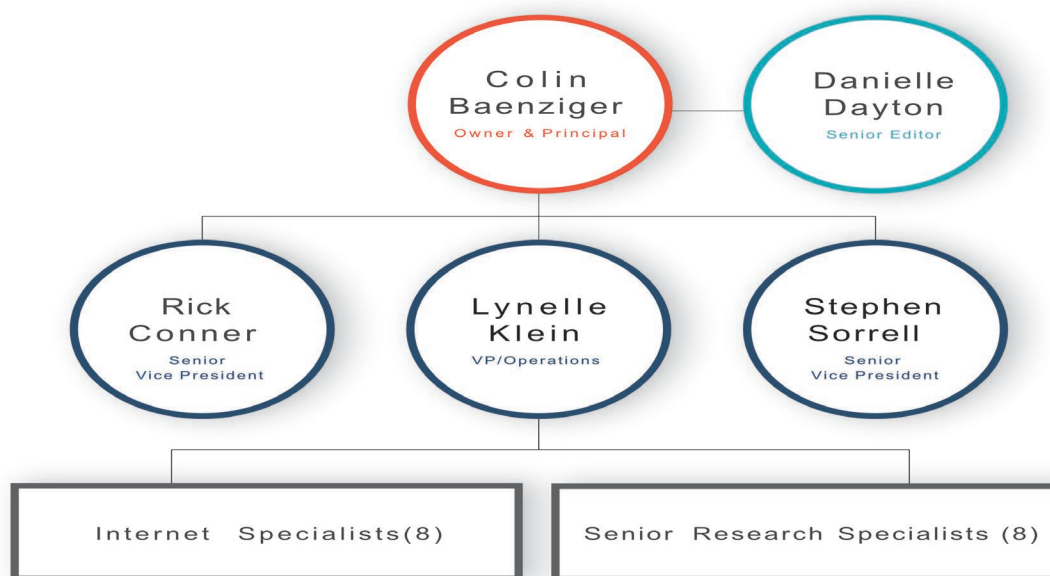 Colin
Baenziger
Owner & Principal
Danielle
Dayton
Senior Editor
Rick
Conner
Senior
Vice President
Lynelle
Klein
VP/Operations
Stephen
Sorrell
Senior
Vice President
Internet Specialists(8)
Senior Research Specialists (8)